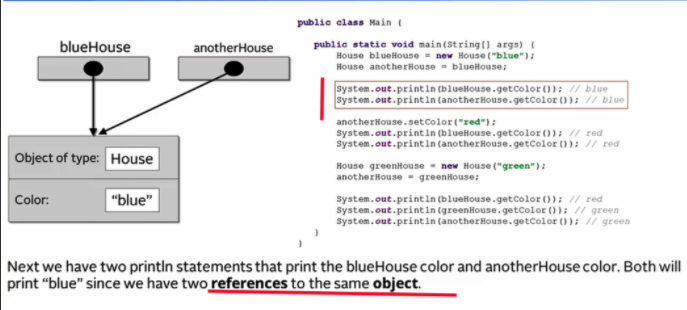 public class Main {
public static void main(String[] args) {
House blueHouse = new House("blue");
House anotherHouse = blueHouse;
System.out.println(blueHouse.getColor()); // blue
System.out.println(anotherHouse.getColor()); // blue
anotherHouse.setColor("red");
System.out.println(blueHouse.getColor()); // red
System.out.println(anotherHouse.getColor()); // red
House greenHouse = new House("green");
anotherHouse = greenHouse;
System.out.println(blueHouse.getColor()); // red
System.out.println(greenHouse.getColor()); // green
System.out.println(anotherHouse.getColor()); // green
}
}
blueHouse
anotherHouse
Object of type: House
Color: “blue”
Next we have two println statements that print the blueHouse color and anotherHouse color. Both will
print “blue” since we have two references to the same object.